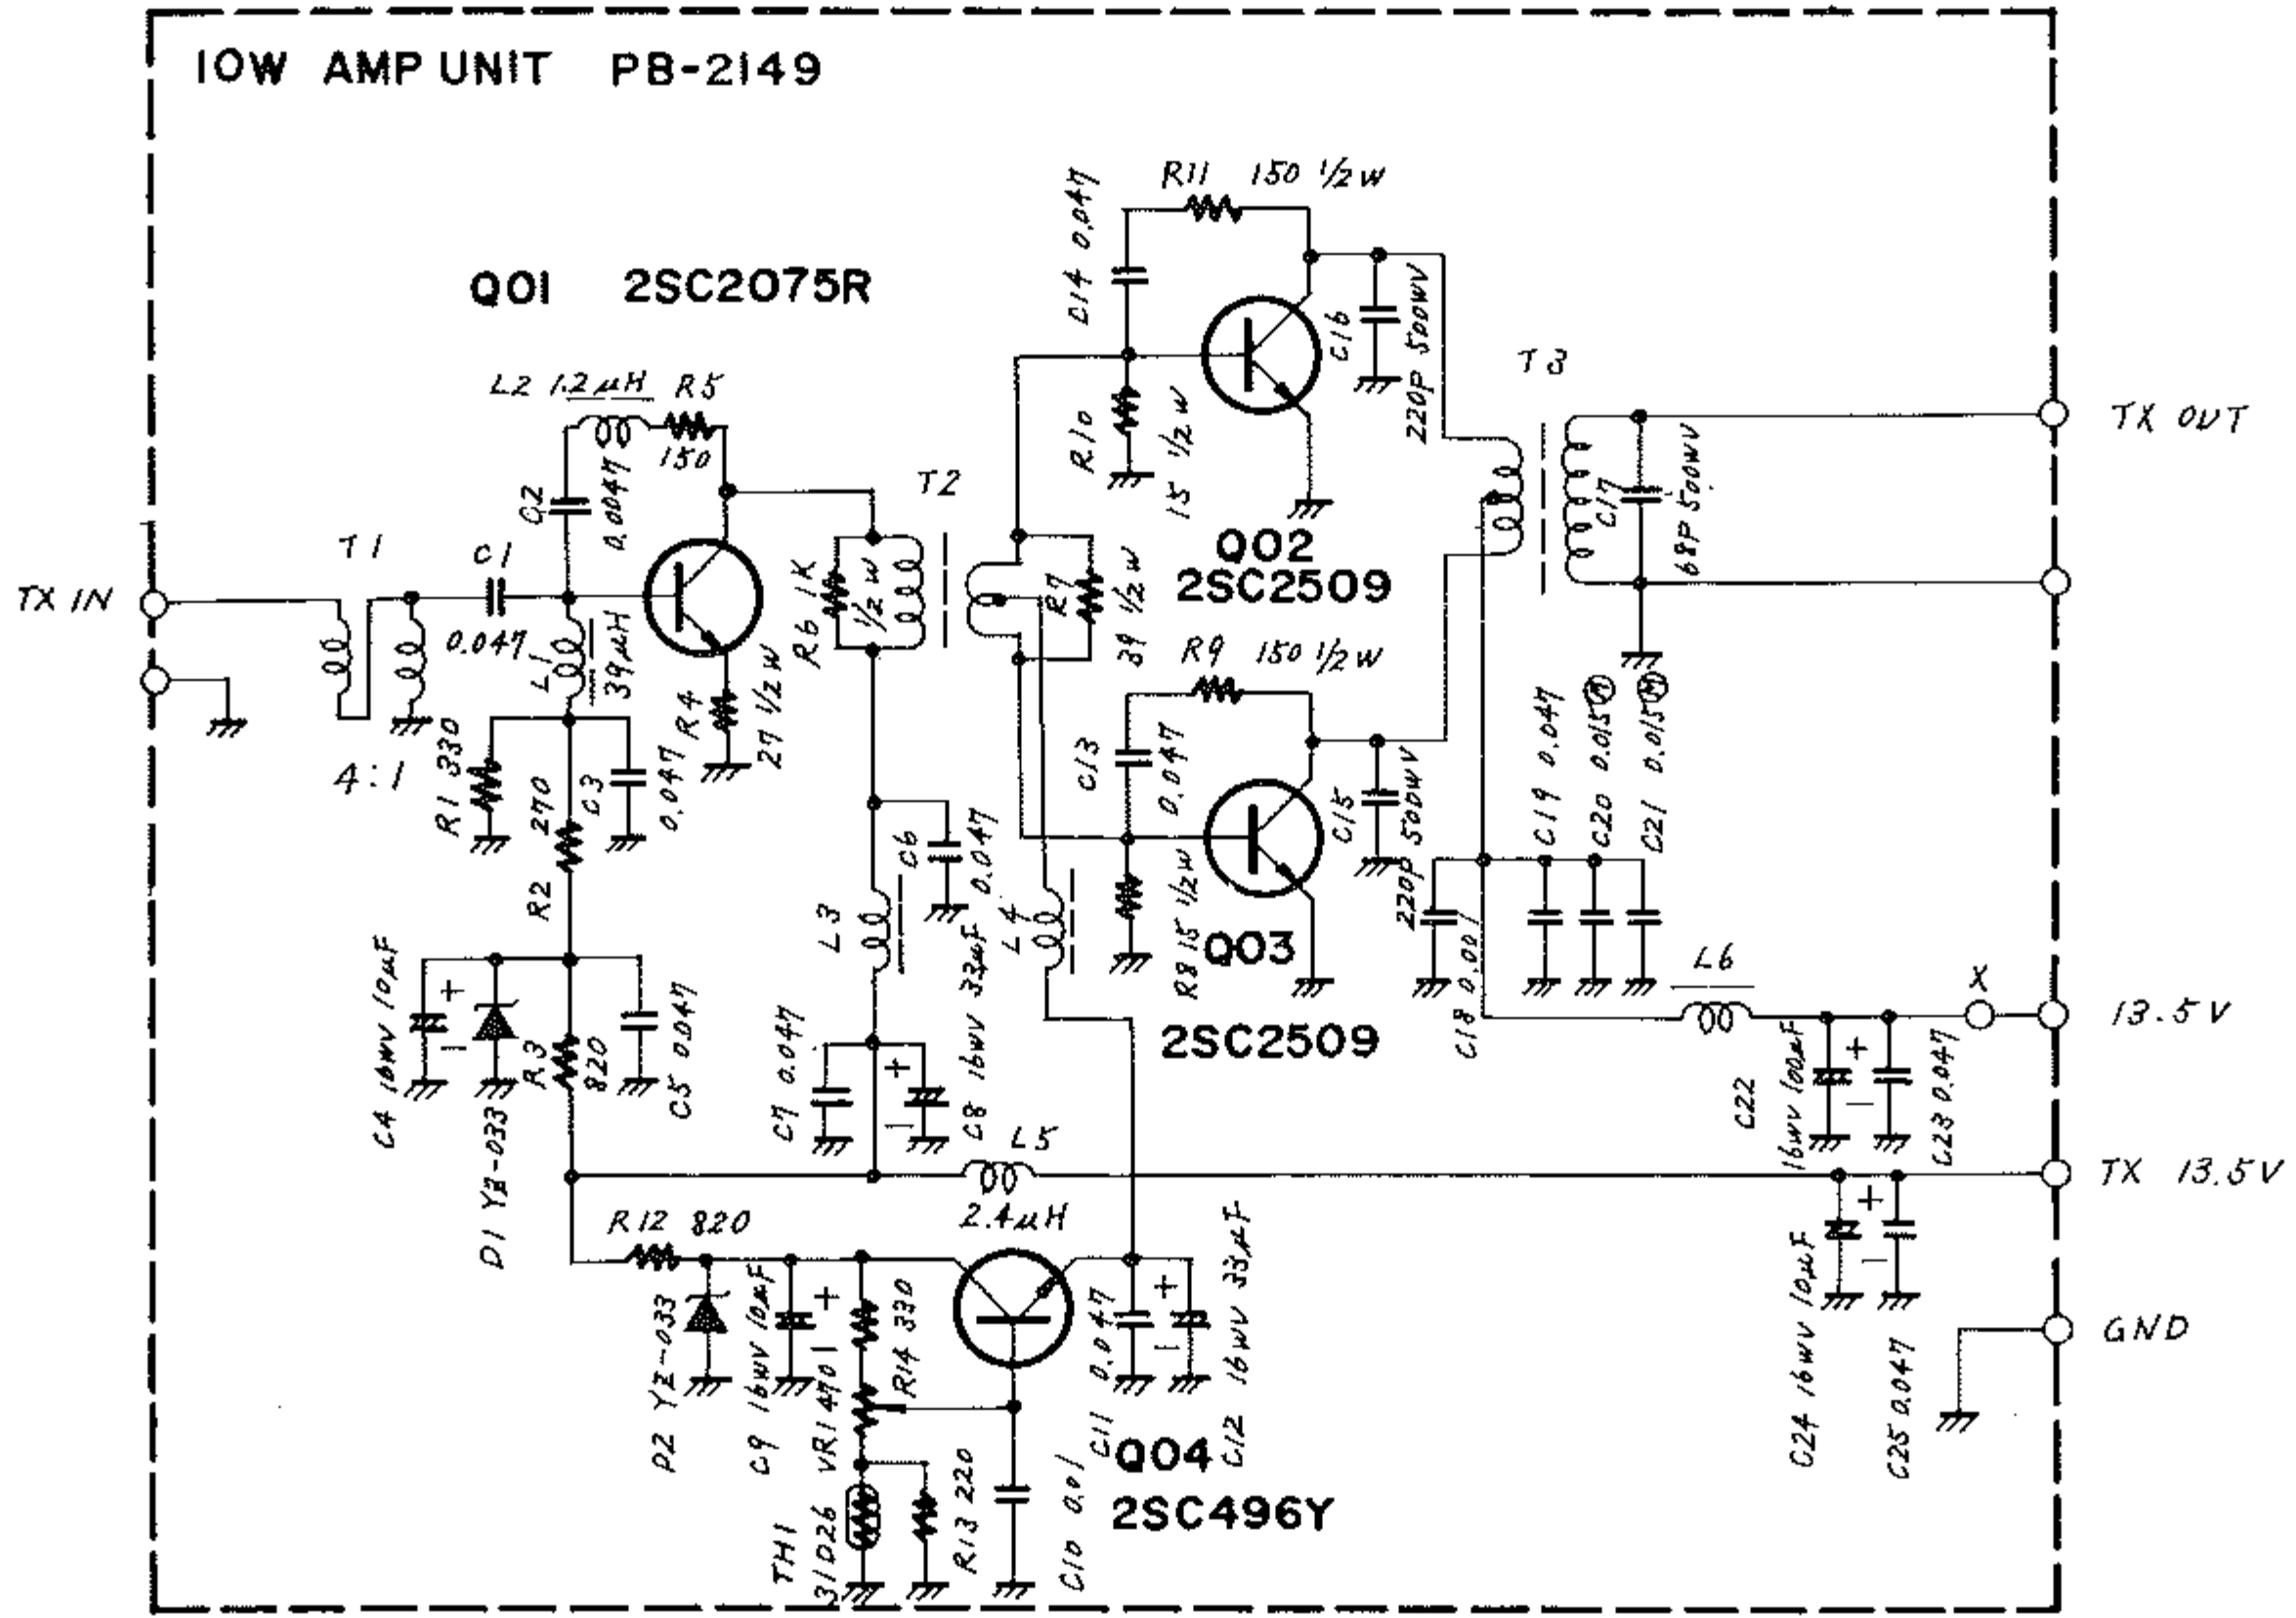 10W AMP UNIT PB-2149
R11 150 1/2W
C14 0.047
Q01 2SC2075R
C16
220P 500WV
T3
L2 1.2μH R5
150
TX OUT
R10
15 1/2W
C2
0.0047
T2
C17
68P 500WV
Q02
2SC2509
T1
C1
TX IN
0.047
L1
39μH
R6 1K
1/2W
R7
39 1/2W
R4
27 1/2W
R9 150 1/2W
4:1
R1 330
270
R2
C3
0.047
C13
0.047
C15
220P 500WV
C19 0.047
C20 0.015 M
C21 0.015 M
C6
0.047
L3
L4
R8 15 1/2W
Q03
2SC2509
C18 0.001
L6
X
13.5V
C4 16WV 10μF
R3
820
C5 0.047
D1 YZ-033
C7 0.047
C8 16WV 33μF
C22
16WV 100μF
C23 0.047
L5
2.4μH
TX 13.5V
R12 820
D2 YZ-033
C9 16WV 10μF
VR1 470
R14 330
C11 0.047
C12 16WV 33μF
C24 16WV 10μF
C25 0.047
GND
TH1
31D26
R13 220
C10 0.01
Q04
2SC496Y